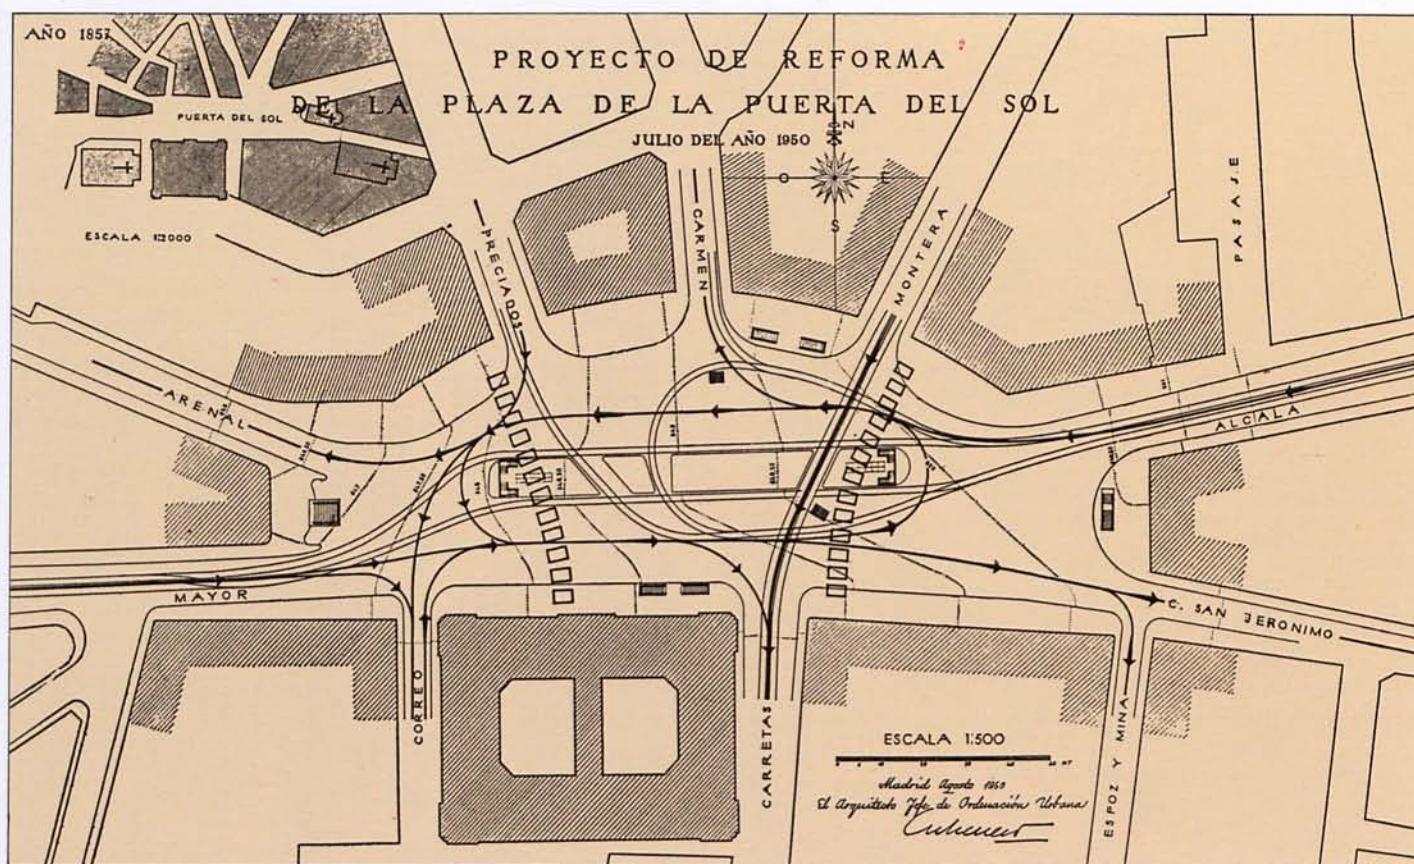 AÑO 1857
PROYECTO DE REFORMA
DE LA PLAZA DE LA PUERTA DEL SOL
JULIO DEL AÑO 1950
PUERTA DEL SOL
ESCALA 1:2000
N
O
E
S
PRECIADOS
CARMEN
MONTERA
PASAJE
ARENAL
ALCALA
MAYOR
C. SAN JERONIMO
CORREO
CARRETAS
ESPOZ Y MINA
ESCALA 1:500
Madrid Agosto
El Arquitecto Jefe de Ordenación Urbana